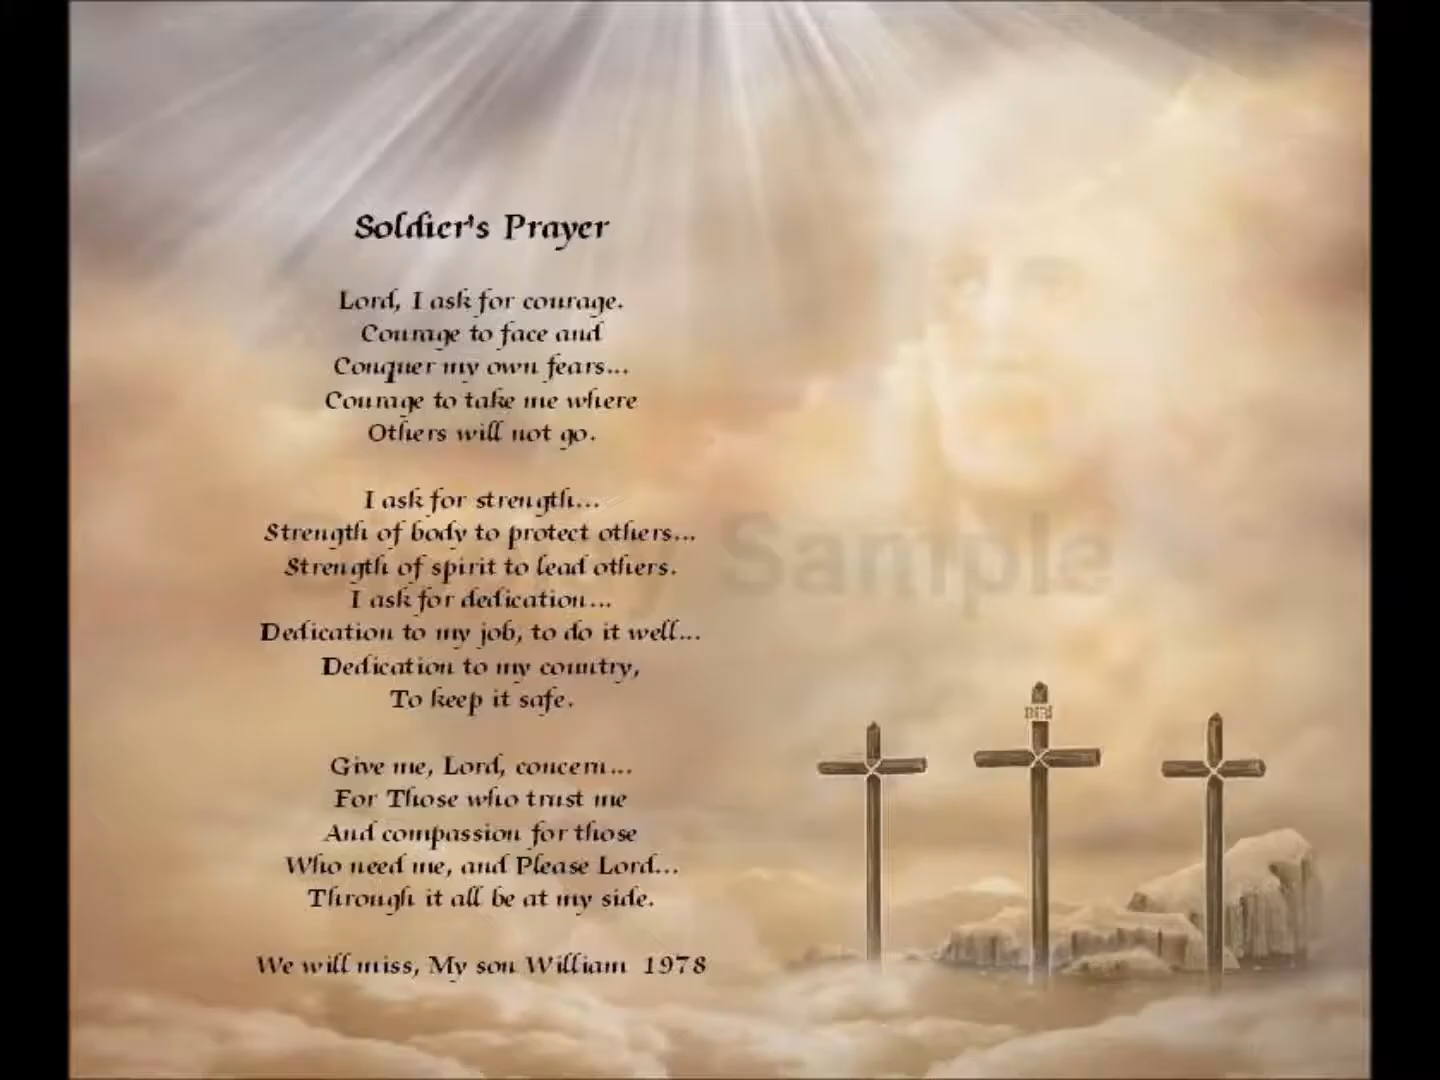 Soldier's Prayer
Lord, I ask for courage.
Courage to face and
Conquer my own fears...
Courage to take me where
Others will not go.
I ask for strength...
Strength of body to protect others...
Strength of spirit to lead others.
I ask for dedication...
Dedication to my job, to do it well...
Dedication to my country,
To keep it safe.
Give me, Lord, concern...
For Those who trust me
And compassion for those
Who need me, and Please Lord...
Through it all be at my side.
We will miss, My son William 1978
Sample